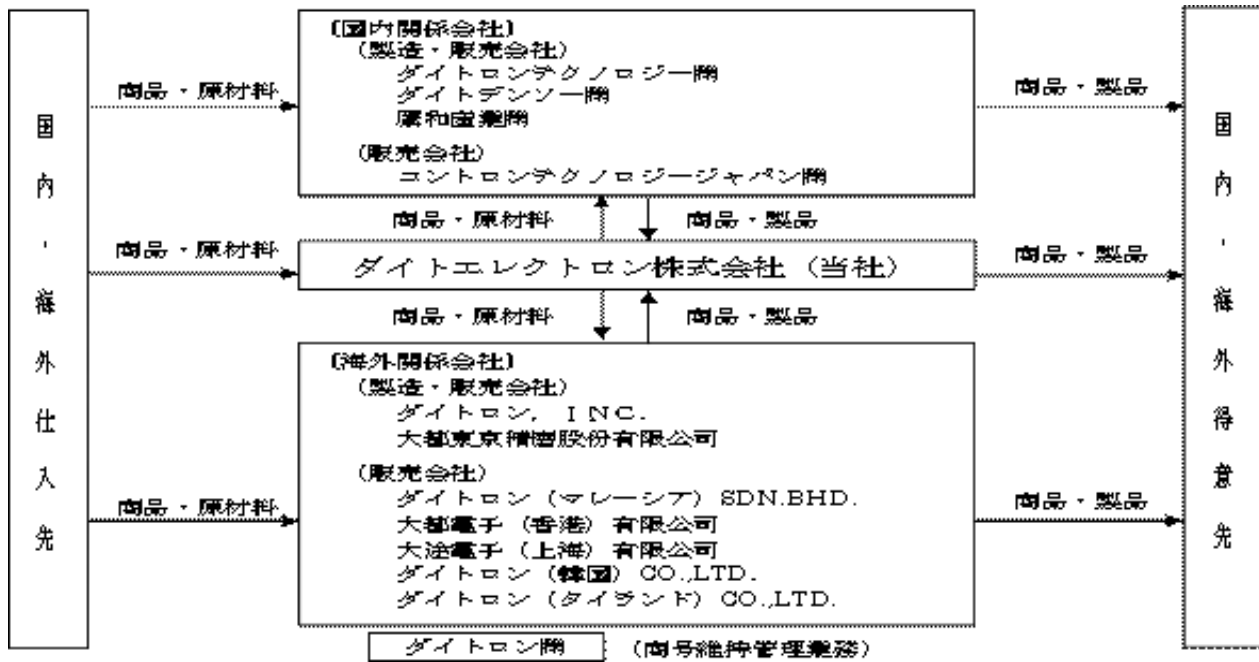 国内・海外仕入先
商品・原材料
商品・原材料
商品・原材料
〔国内関係会社〕
(製造・販売会社)
ダイトロンテクノロジー㈱
ダイトデンソー㈱
(販売会社)
コントロンテクノロジージャパン㈱
商品・原材料
商品・製品
ダイトエレクトロン株式会社 (当社)
商品・原材料
商品・製品
〔海外関係会社〕
(製造・販売会社)
ダイトロン, INC.
大都東京精磨股份有限公司
(販売会社)
ダイトロン (マレーシア) SDN.BHD.
大都電子 (香港) 有限公司
大途電子 (上海) 有限公司
ダイトロン (韓国) CO.,LTD.
ダイトロン (タイランド) CO.,LTD.
ダイトロン㈱
(商号維持管理業務)
商品・製品
商品・製品
商品・製品
国内・海外得意先